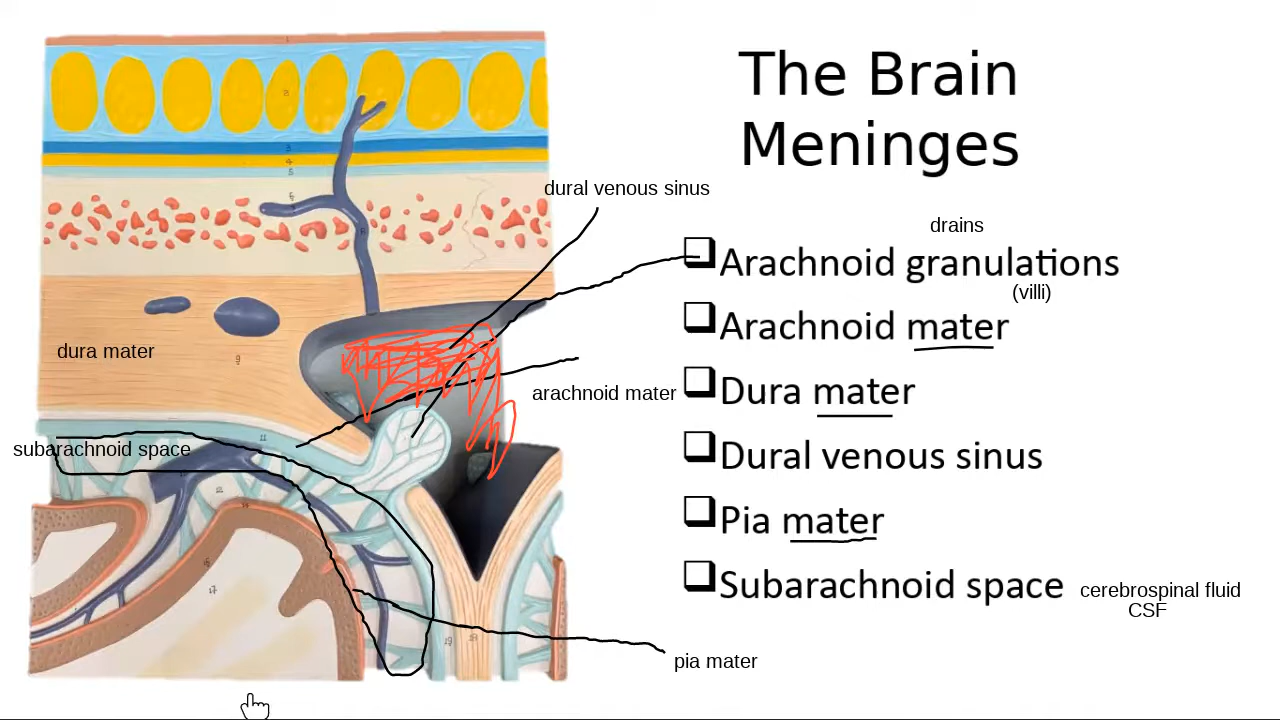 The Brain
Meninges
dural venous sinus
drains
Arachnoid granulations
(villi)
Arachnoid mater
dura mater
arachnoid mater
Dura mater
subarachnoid space
Dural venous sinus
Pia mater
Subarachnoid space
cerebrospinal fluid
CSF
pia mater